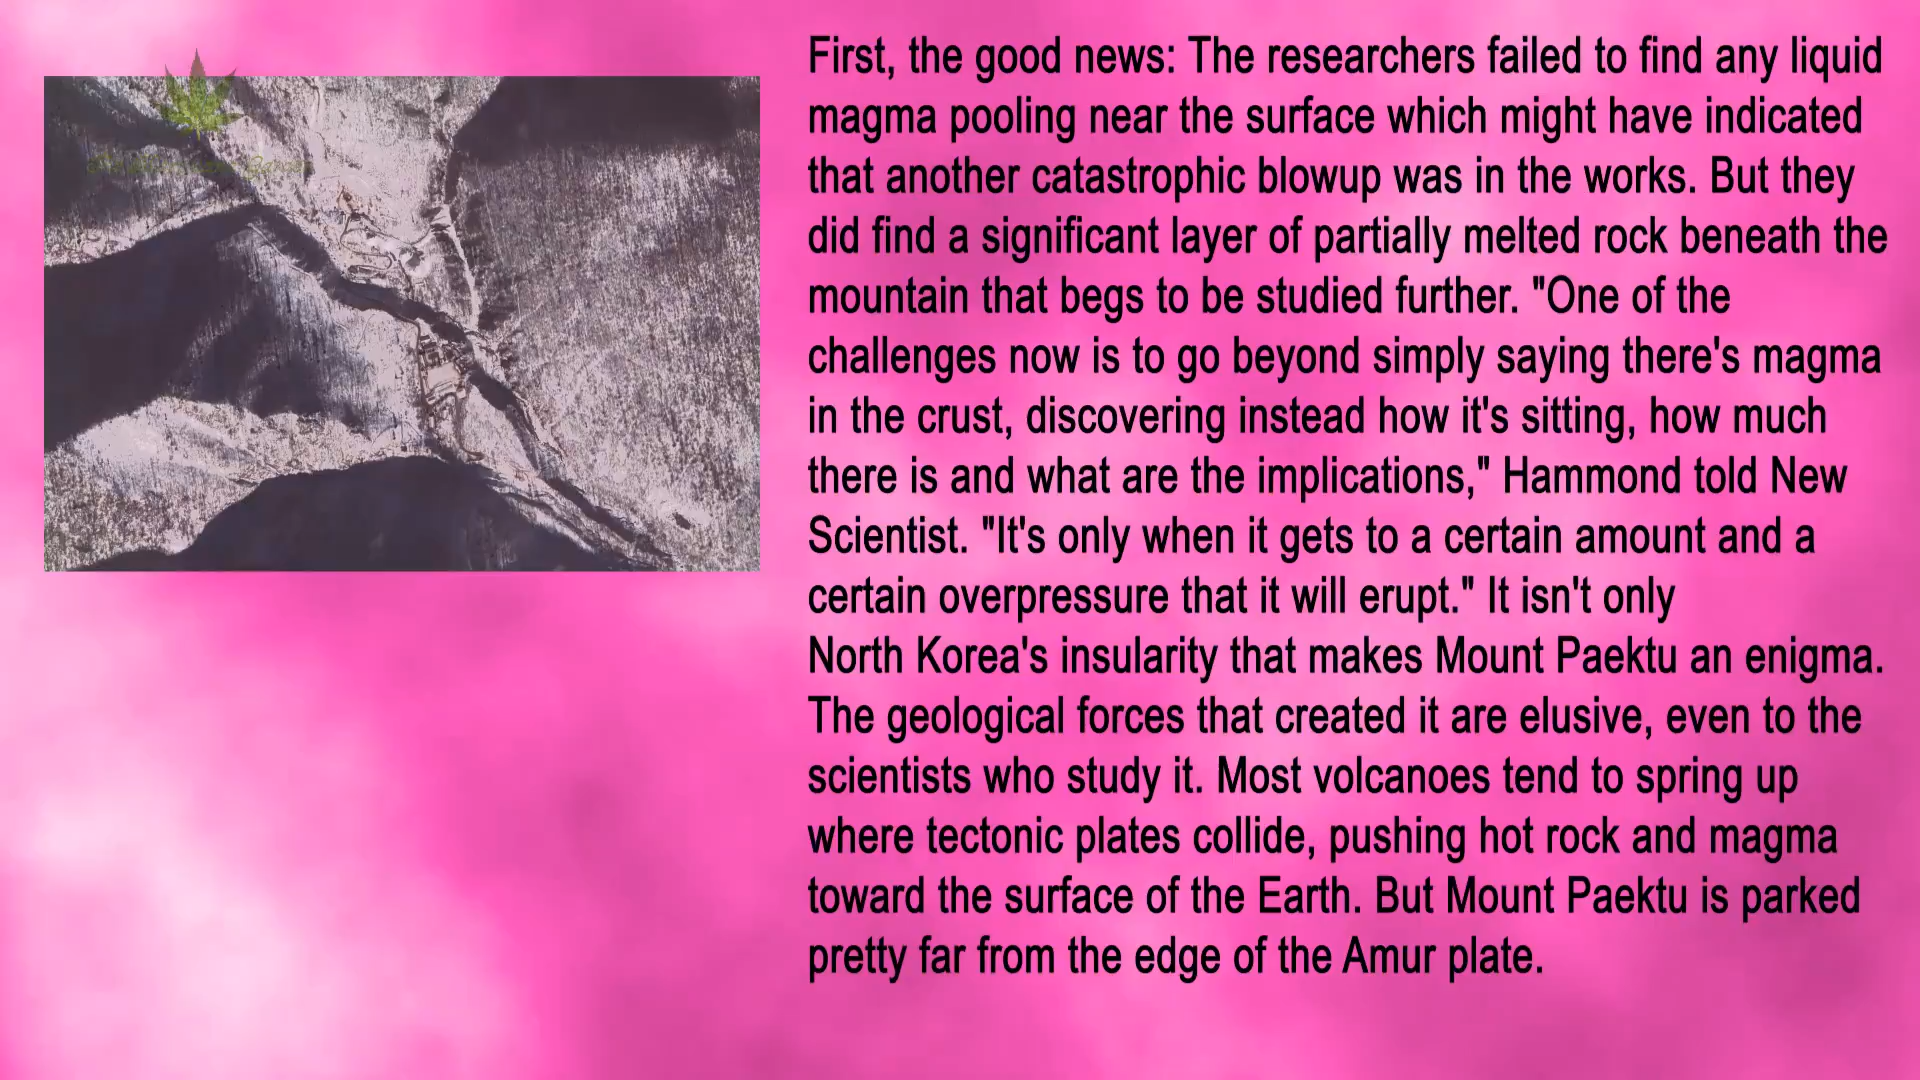 First, the good news: The researchers failed to find any liquid
magma pooling near the surface which might have indicated
that another catastrophic blowup was in the works. But they
did find a significant layer of partially melted rock beneath the
mountain that begs to be studied further. "One of the
challenges now is to go beyond simply saying there's magma
in the crust, discovering instead how it's sitting, how much
there is and what are the implications," Hammond told New
Scientist. "It's only when it gets to a certain amount and a
certain overpressure that it will erupt." It isn't only
North Korea's insularity that makes Mount Paektu an enigma.
The geological forces that created it are elusive, even to the
scientists who study it. Most volcanoes tend to spring up
where tectonic plates collide, pushing hot rock and magma
toward the surface of the Earth. But Mount Paektu is parked
pretty far from the edge of the Amur plate.